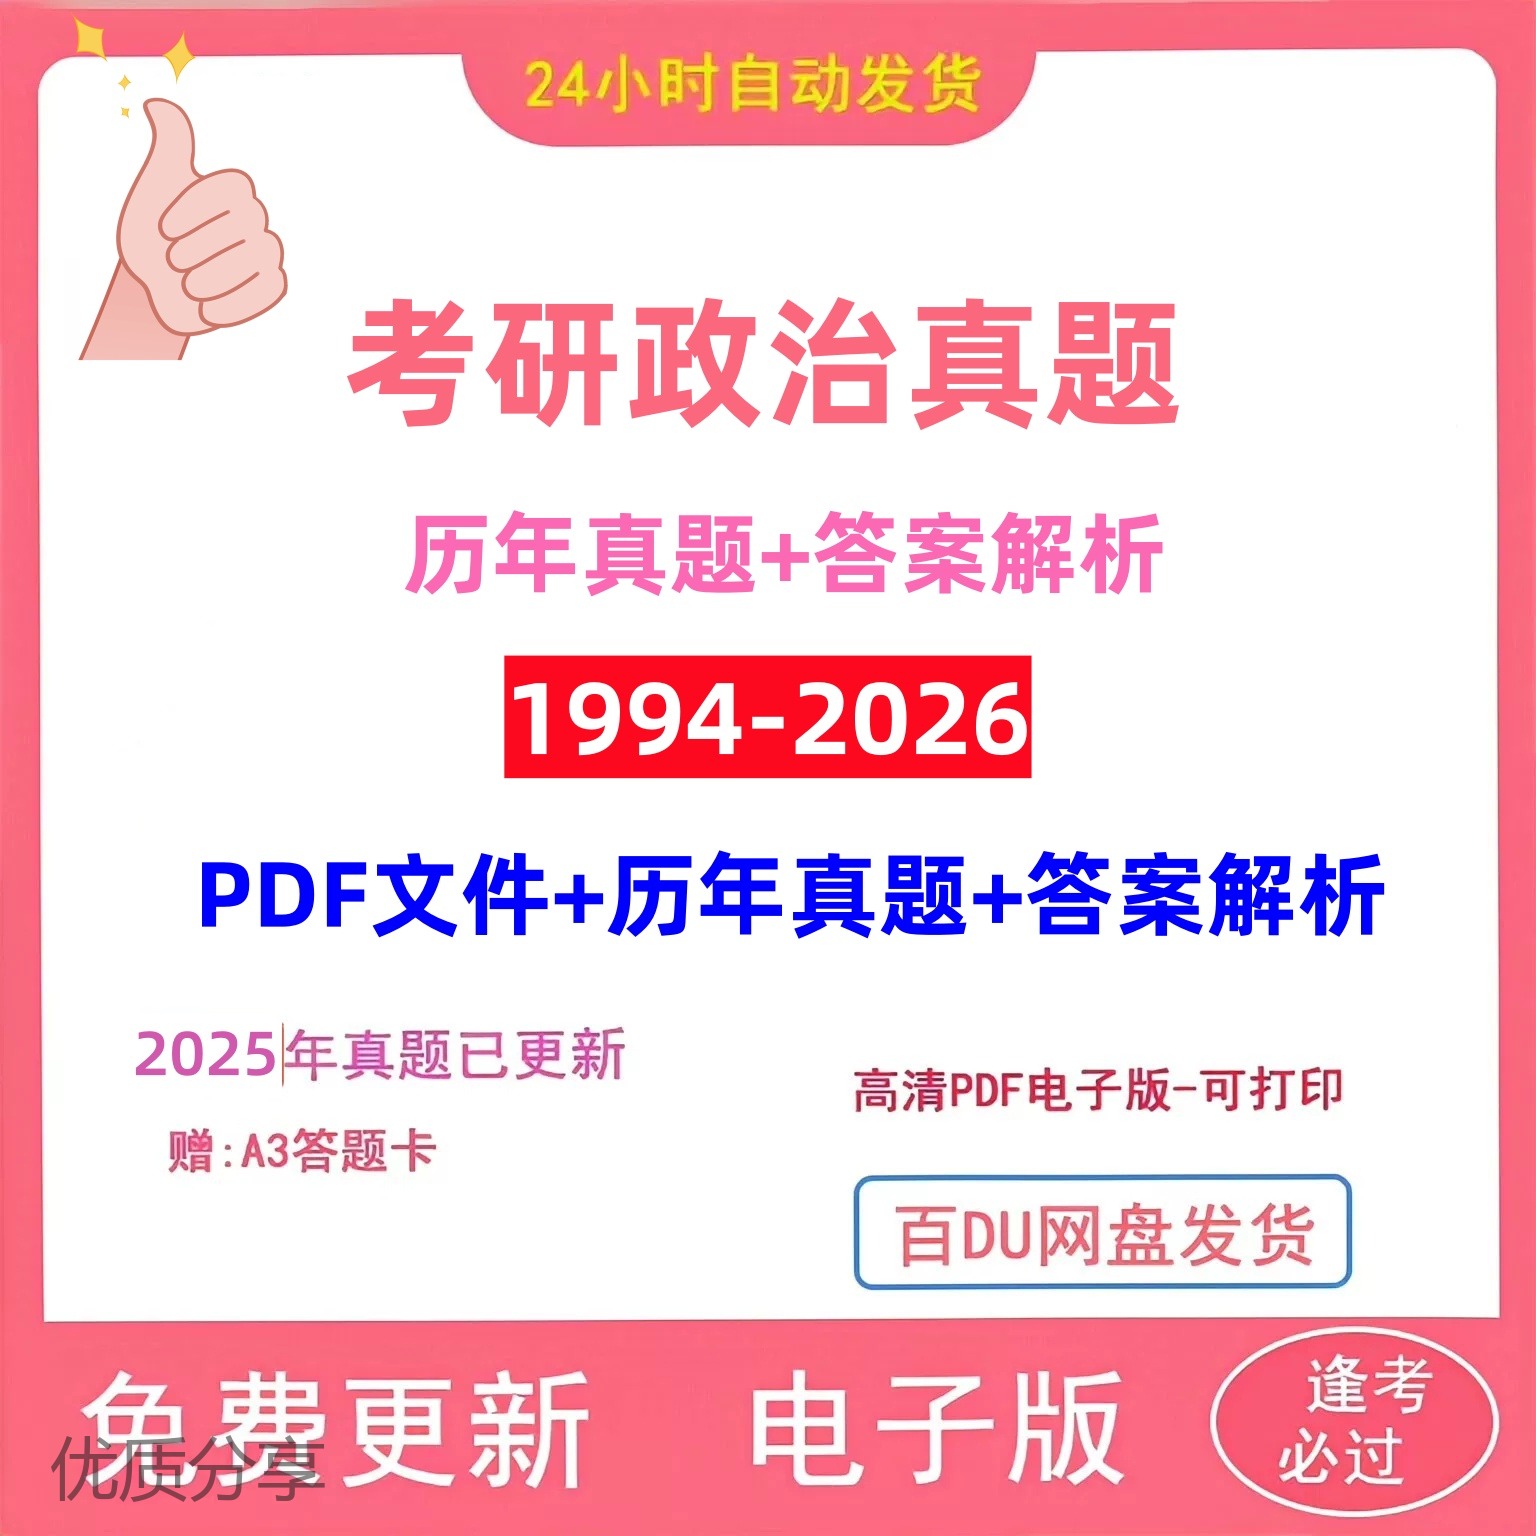 24小时自动发货
考研政治真题
历年真题+答案解析
1994-2026
PDF文件+历年真题+答案解析
2025年真题已更新
高清PDF电子版-可打印
赠:A3答题卡
百DU网盘发货
免费更新 电子版
逢考
必过
优质分享